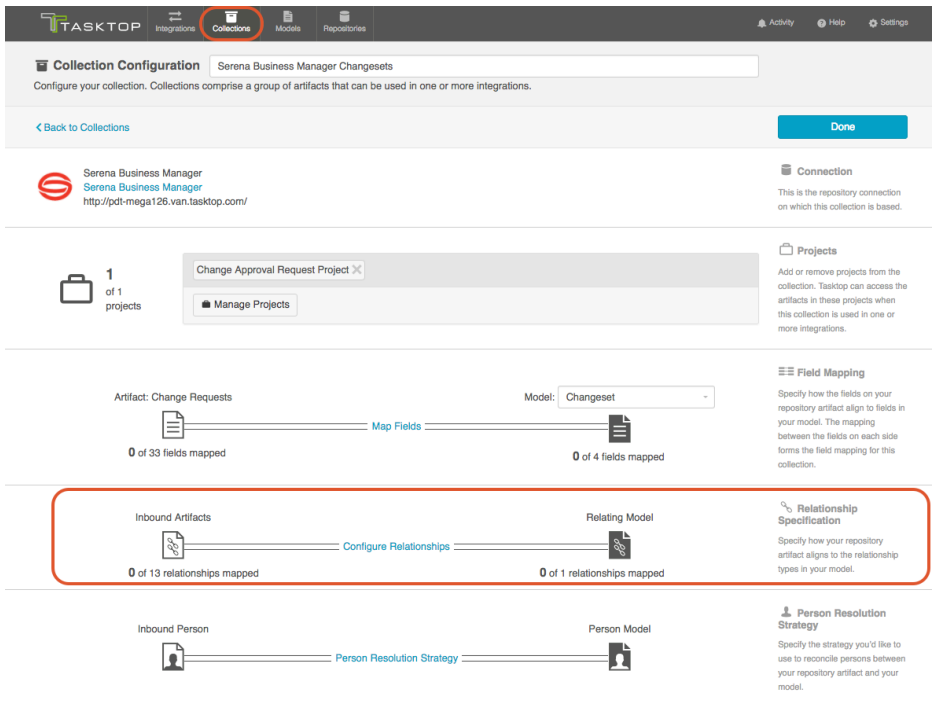 TASKTOP
Integrations
Collections
Models
Repositories
Activity
Help
Settings
Collection Configuration
Serena Business Manager Changesets
Configure your collection. Collections comprise a group of artifacts that can be used in one or more integrations.
Back to Collections
Done
Serena Business Manager
Serena Business Manager
http://pdt-mega126.van.tasktop.com/
Connection
This is the repository connection
on which this collection is based.
1
of 1
projects
Change Approval Request Project
Manage Projects
Projects
Add or remove projects from the
collection. Tasktop can access the
artifacts in these projects when
this collection is used in one or
more integrations.
Artifact: Change Requests
Model: Changeset
Map Fields
0 of 33 fields mapped
0 of 4 fields mapped
Field Mapping
Specify how the fields on your
repository artifact align to fields in
your model. The mapping
between the fields on each side
forms the field mapping for this
collection.
Inbound Artifacts
Relating Model
Configure Relationships
0 of 13 relationships mapped
0 of 1 relationships mapped
Relationship
Specification
Specify how your repository
artifact aligns to the relationship
types in your model.
Inbound Person
Person Model
Person Resolution Strategy
Person Resolution
Strategy
Specify the strategy you'd like to
use to reconcile persons between
your repository artifact and your
model.